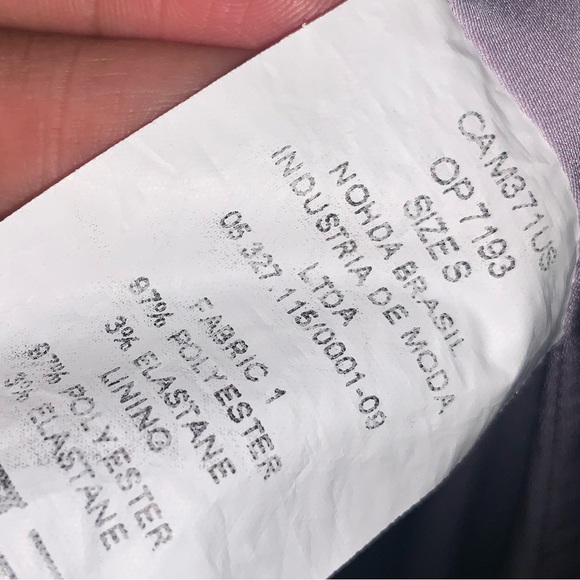 CAM371US
OP 7193
SIZE S
NOHDA BRASIL
INDUSTRIA DE MODA
LTDA
05.327.115/0001-09
FABRIC 1
97% POLYESTER
3% ELASTANE
LINING
97% POLYESTER
3% ELASTANE